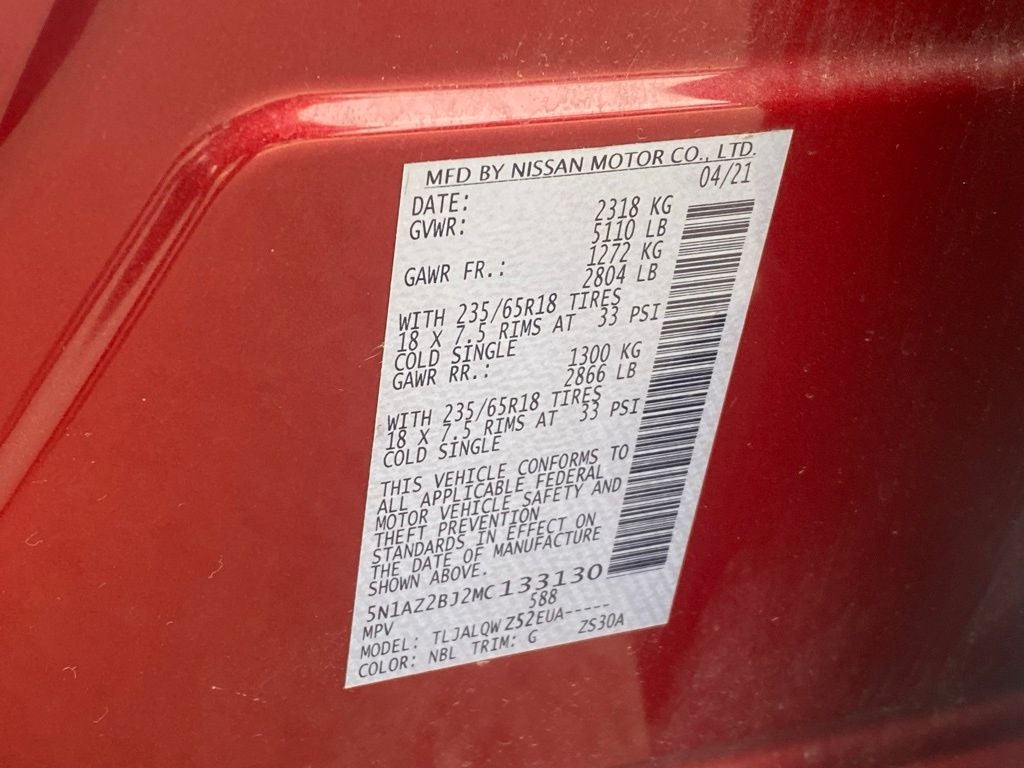 MFD BY NISSAN MOTOR CO., LTD.
DATE: 04/21
GVWR: 2318 KG
5110 LB
GAWR FR.: 1272 KG
2804 LB
WITH 235/65R18 TIRES
18 X 7.5 RIMS AT 33 PSI
COLD SINGLE
GAWR RR.: 1300 KG
2866 LB
WITH 235/65R18 TIRES
18 X 7.5 RIMS AT 33 PSI
COLD SINGLE
THIS VEHICLE CONFORMS TO
ALL APPLICABLE FEDERAL
MOTOR VEHICLE SAFETY AND
THEFT PREVENTION
STANDARDS IN EFFECT ON
THE DATE OF MANUFACTURE
SHOWN ABOVE.
5N1AZ2BJ2MC133130
MPV 588
MODEL: TLJALQWZ52EUA-----
COLOR: NBL TRIM: G ZS30A